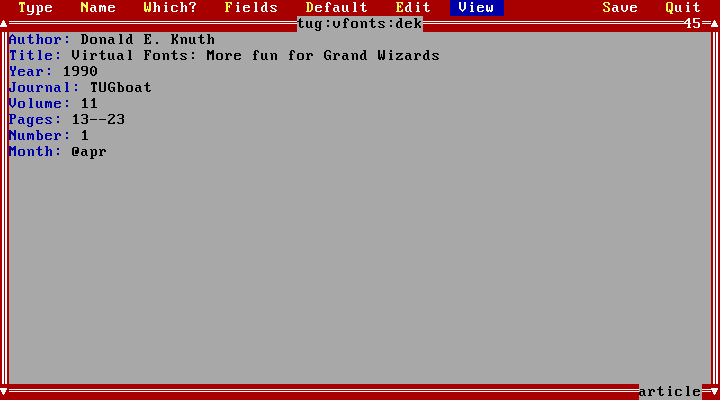 Type Name Which? Fields Default Edit View Save Quit
tug:vfonts:dek 45
Author: Donald E. Knuth
Title: Virtual Fonts: More fun for Grand Wizards
Year: 1990
Journal: TUGboat
Volume: 11
Pages: 13--23
Number: 1
Month: @apr
article